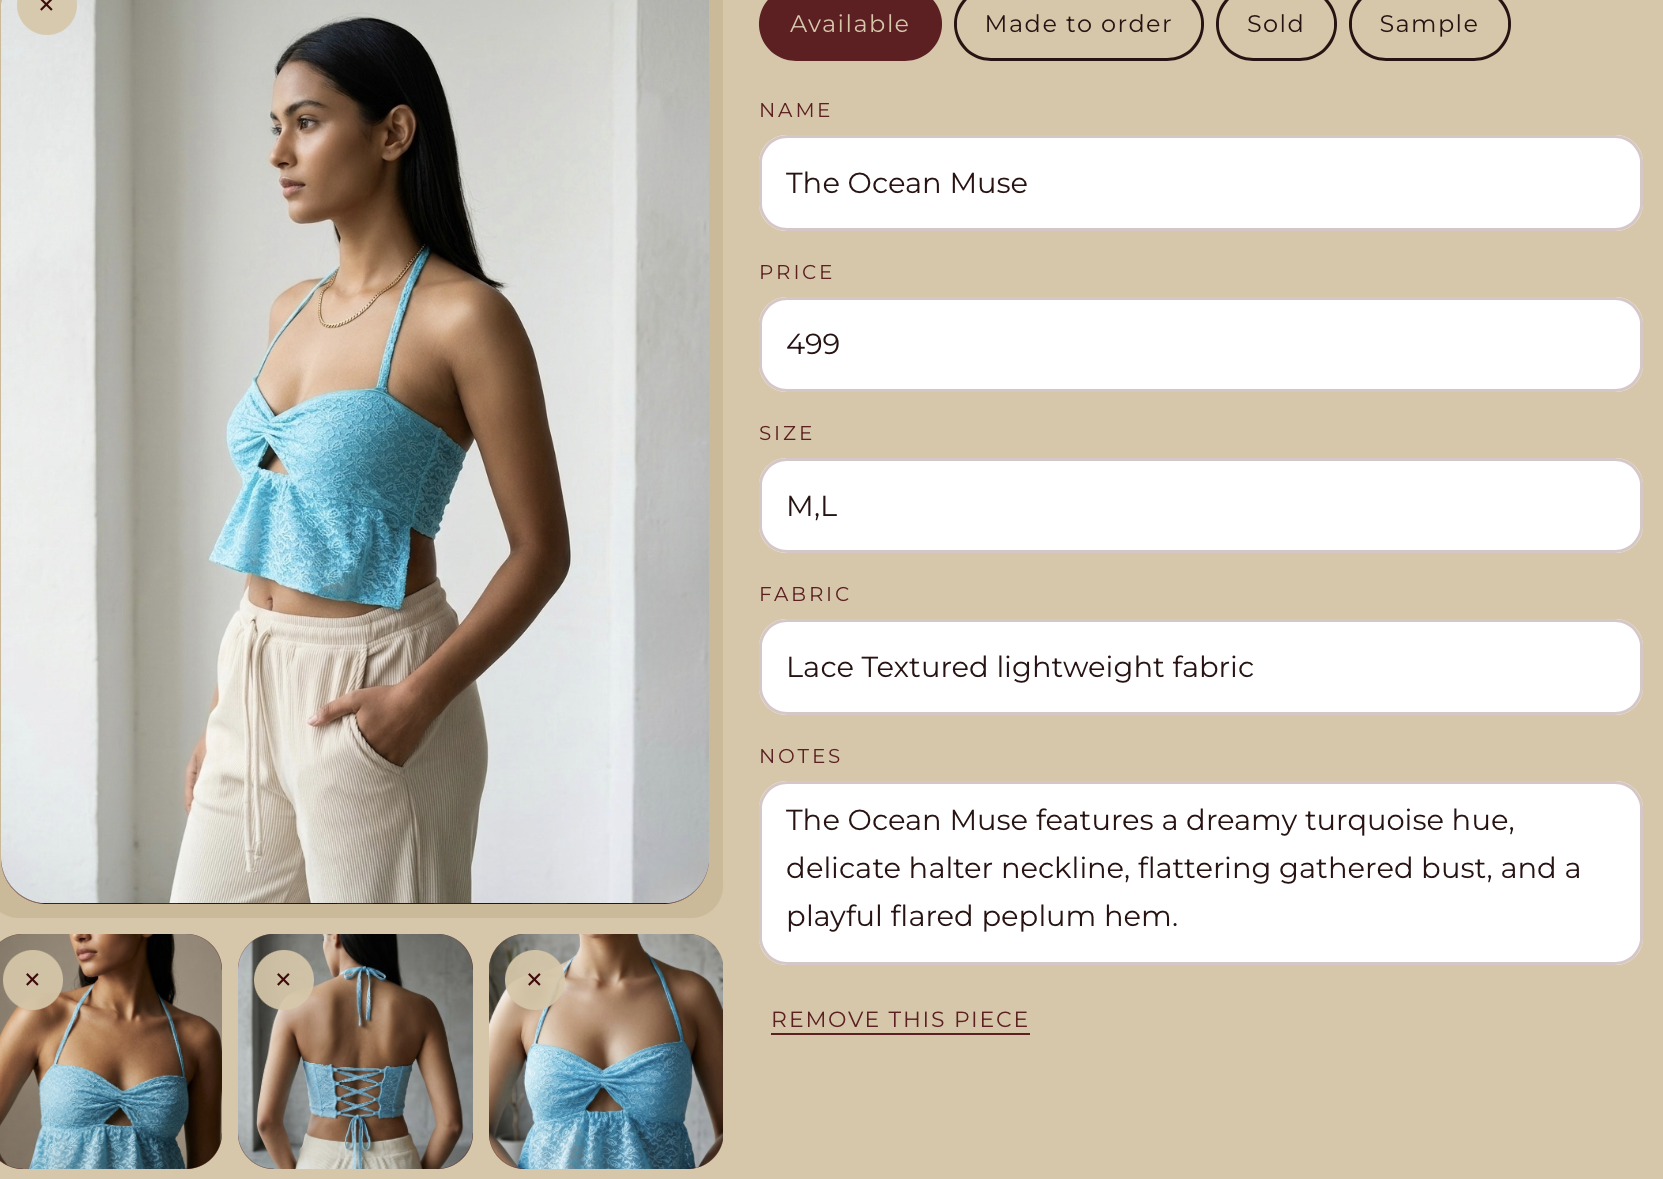 Available
Made to order
Sold
Sample
NAME
The Ocean Muse
PRICE
499
SIZE
M,L
FABRIC
Lace Textured lightweight fabric
NOTES
The Ocean Muse features a dreamy turquoise hue,
delicate halter neckline, flattering gathered bust, and a
playful flared peplum hem.
REMOVE THIS PIECE